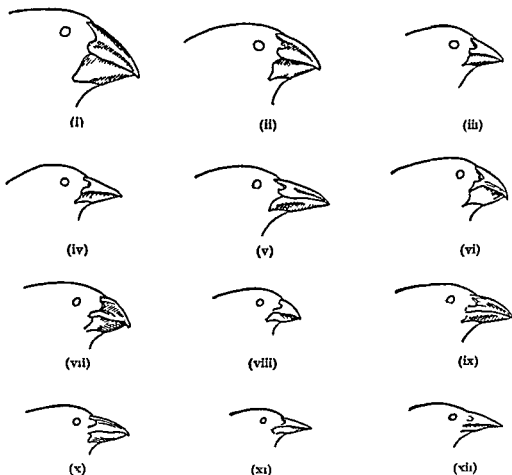 (i) (ii) (iii)
(iv) (v) (vi)
(vii) (viii) (ix)
(x) (xi) (xii)